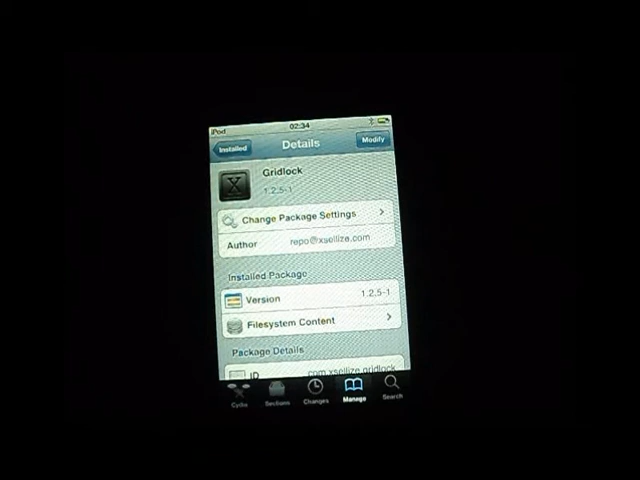 iPod 02:34
Installed Details Modify
Gridlock
1.2.5-1
Change Package Settings
Author repo@xsellize.com
Installed Package
Version 1.2.5-1
Filesystem Content
Package Details
ID com.xsellize.gridlock
Cydia Sections Changes Manage Search